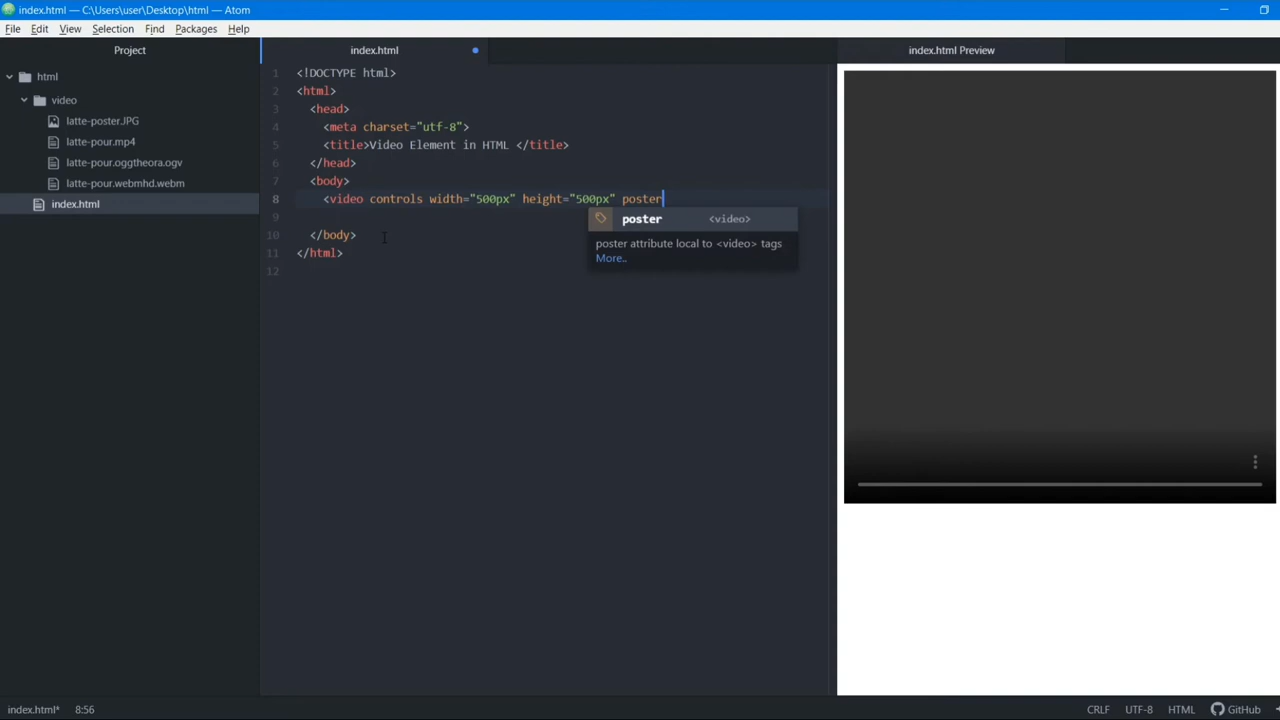 index.html — C:\Users\user\Desktop\html — Atom
File Edit View Selection Find Packages Help
Project
index.html
index.html Preview
html
video
latte-poster.JPG
latte-pour.mp4
latte-pour.oggtheora.ogv
latte-pour.webmhd.webm
index.html
1 <!DOCTYPE html>
2 <html>
3 <head>
4 <meta charset="utf-8">
5 <title>Video Element in HTML </title>
6 </head>
7 <body>
8 <video controls width="500px" height="500px" poster
9
10 </body>
11 </html>
12
poster <video>
poster attribute local to <video> tags
More..
index.html* 8:56
CRLF UTF-8 HTML GitHub